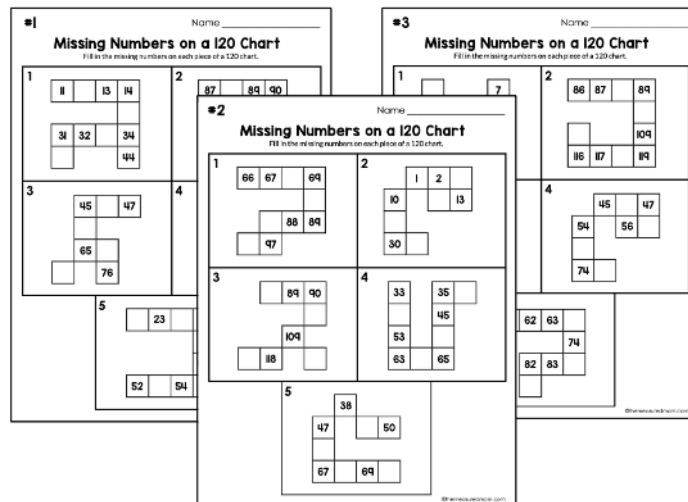 #1
Name
Missing Numbers on a 120 Chart
Fill in the missing numbers on each piece of a 120 chart.
1
11 13 14
31 32 34
44
2
87 89 90
3
45 47
65
76
4
5
23
52 54
#2
Name
Missing Numbers on a 120 Chart
Fill in the missing numbers on each piece of a 120 chart.
1
66 67 69
88 89
97
2
1 2
10 13
30
3
89 90
109
118
4
33 35
45
53
63 65
5
38
47 50
67 69
©themeasuredmom.com
#3
Name
Missing Numbers on a 120 Chart
Fill in the missing numbers on each piece of a 120 chart.
1
7
2
86 87 89
109
116 117 119
4
45 47
54 56
74
62 63
74
82 83
©themeasuredmom.com